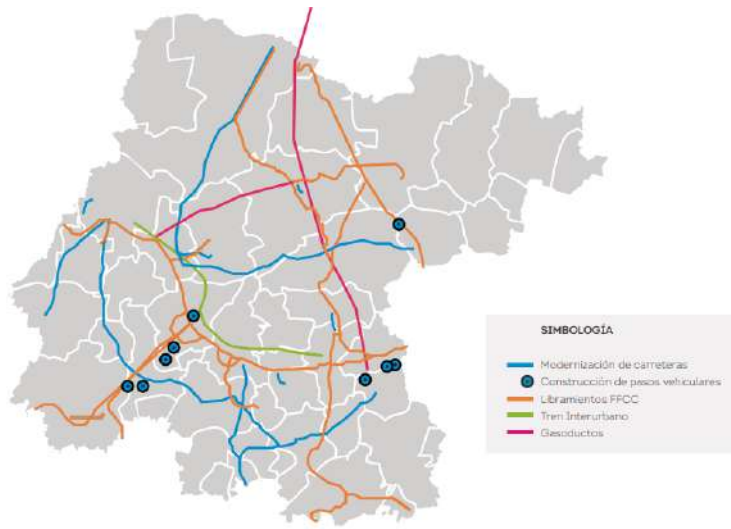 SIMBOLOGÍA
Modernización de carreteras
Construcción de pasos vehiculares
Libramientos FFCC
Tren Interurbano
Gasoductos